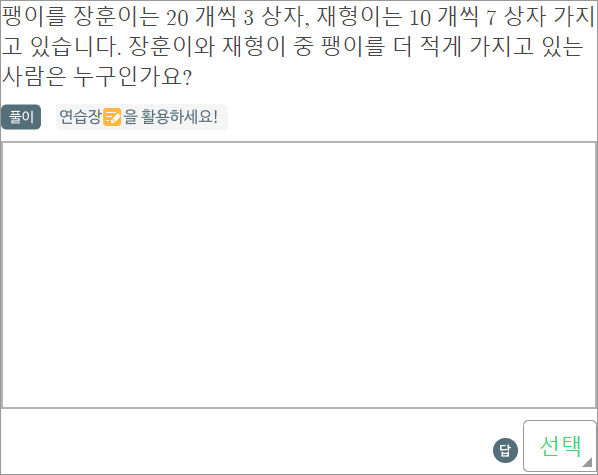 팽이를 장훈이는 20 개씩 3 상자, 재형이는 10 개씩 7 상자 가지
고 있습니다. 장훈이와 재형이 중 팽이를 더 적게 가지고 있는
사람은 누구인가요?
풀이 연습장을 활용하세요!
답 선택